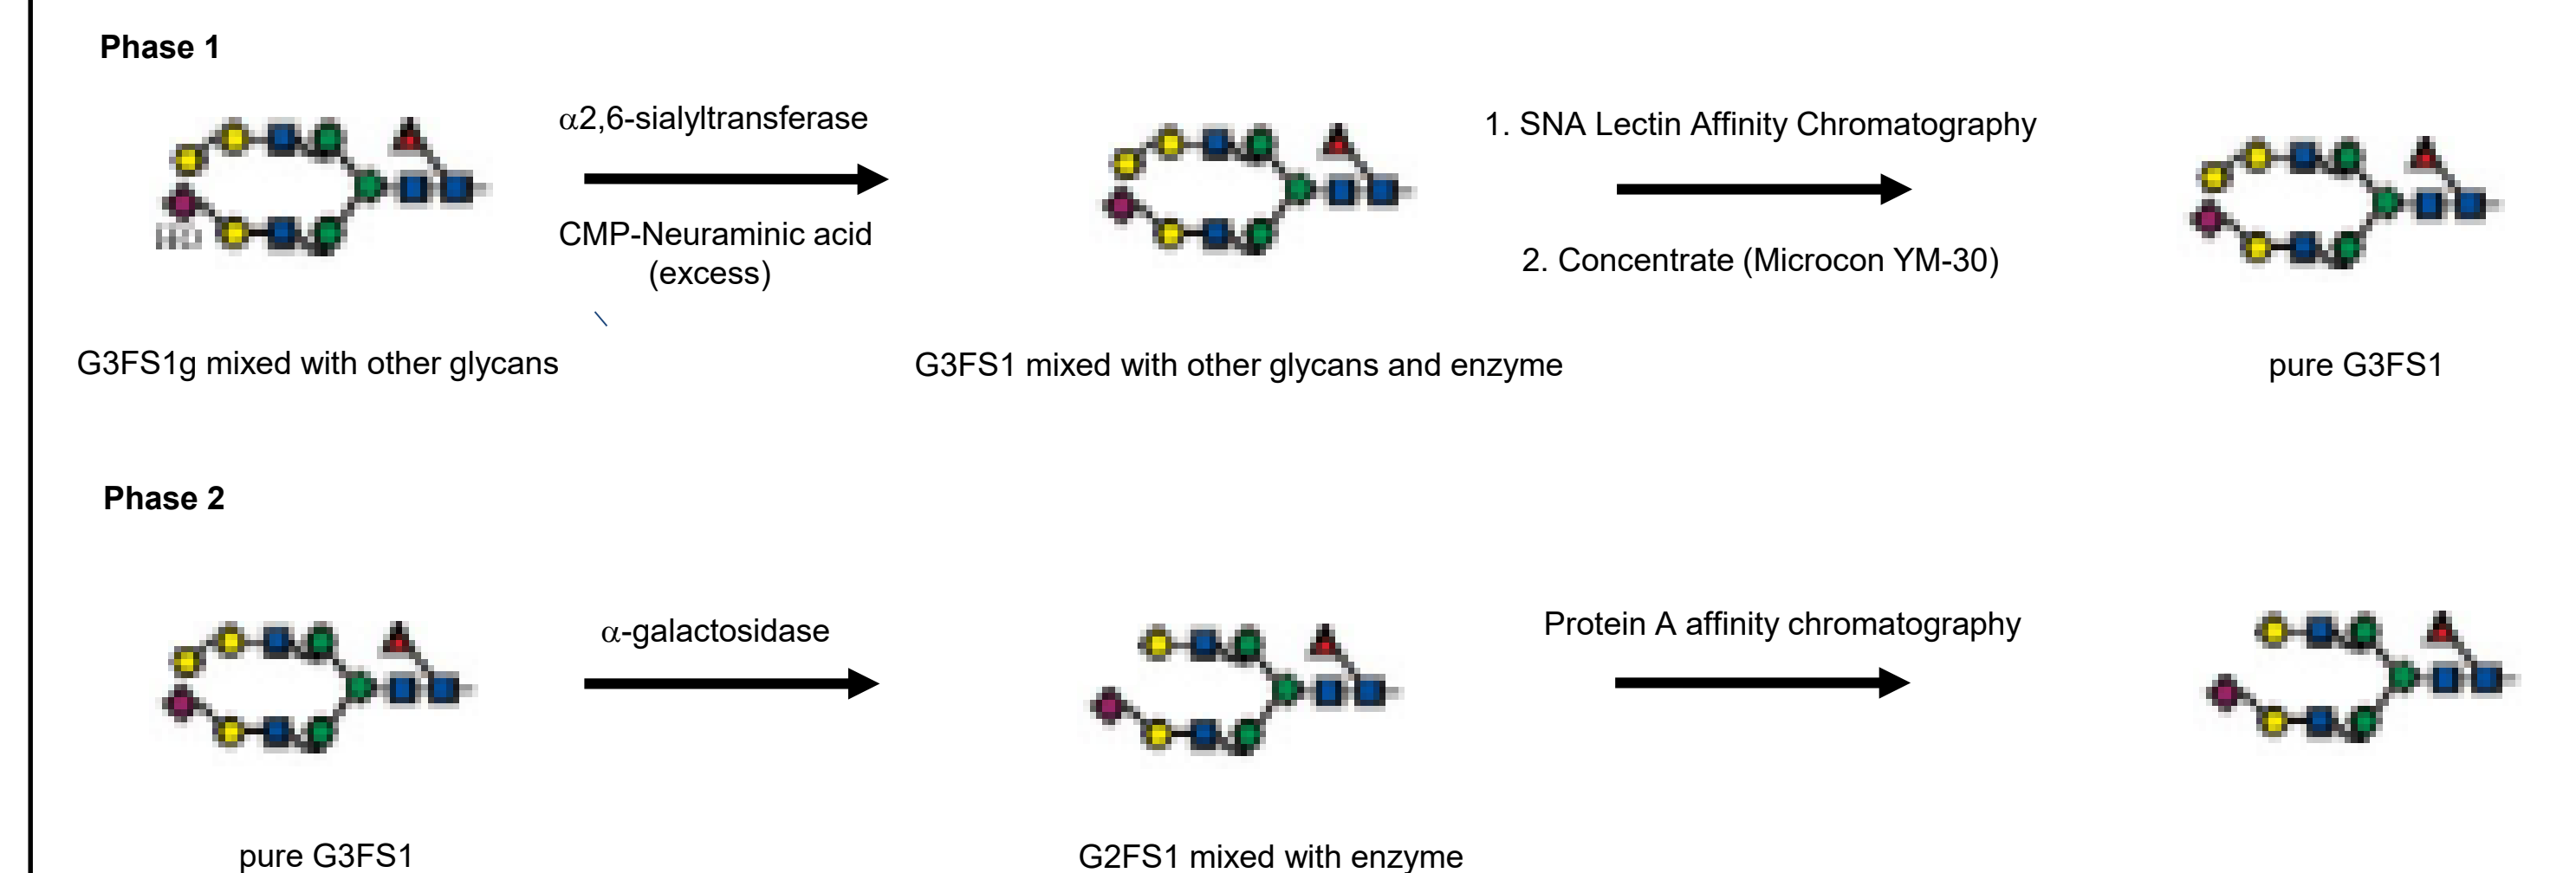 Phase 1
α2,6-sialyltransferase
CMP-Neuraminic acid
(excess)
1. SNA Lectin Affinity Chromatography
2. Concentrate (Microcon YM-30)
G3FS1g mixed with other glycans
G3FS1 mixed with other glycans and enzyme
pure G3FS1
Phase 2
α-galactosidase
Protein A affinity chromatography
pure G3FS1
G2FS1 mixed with enzyme